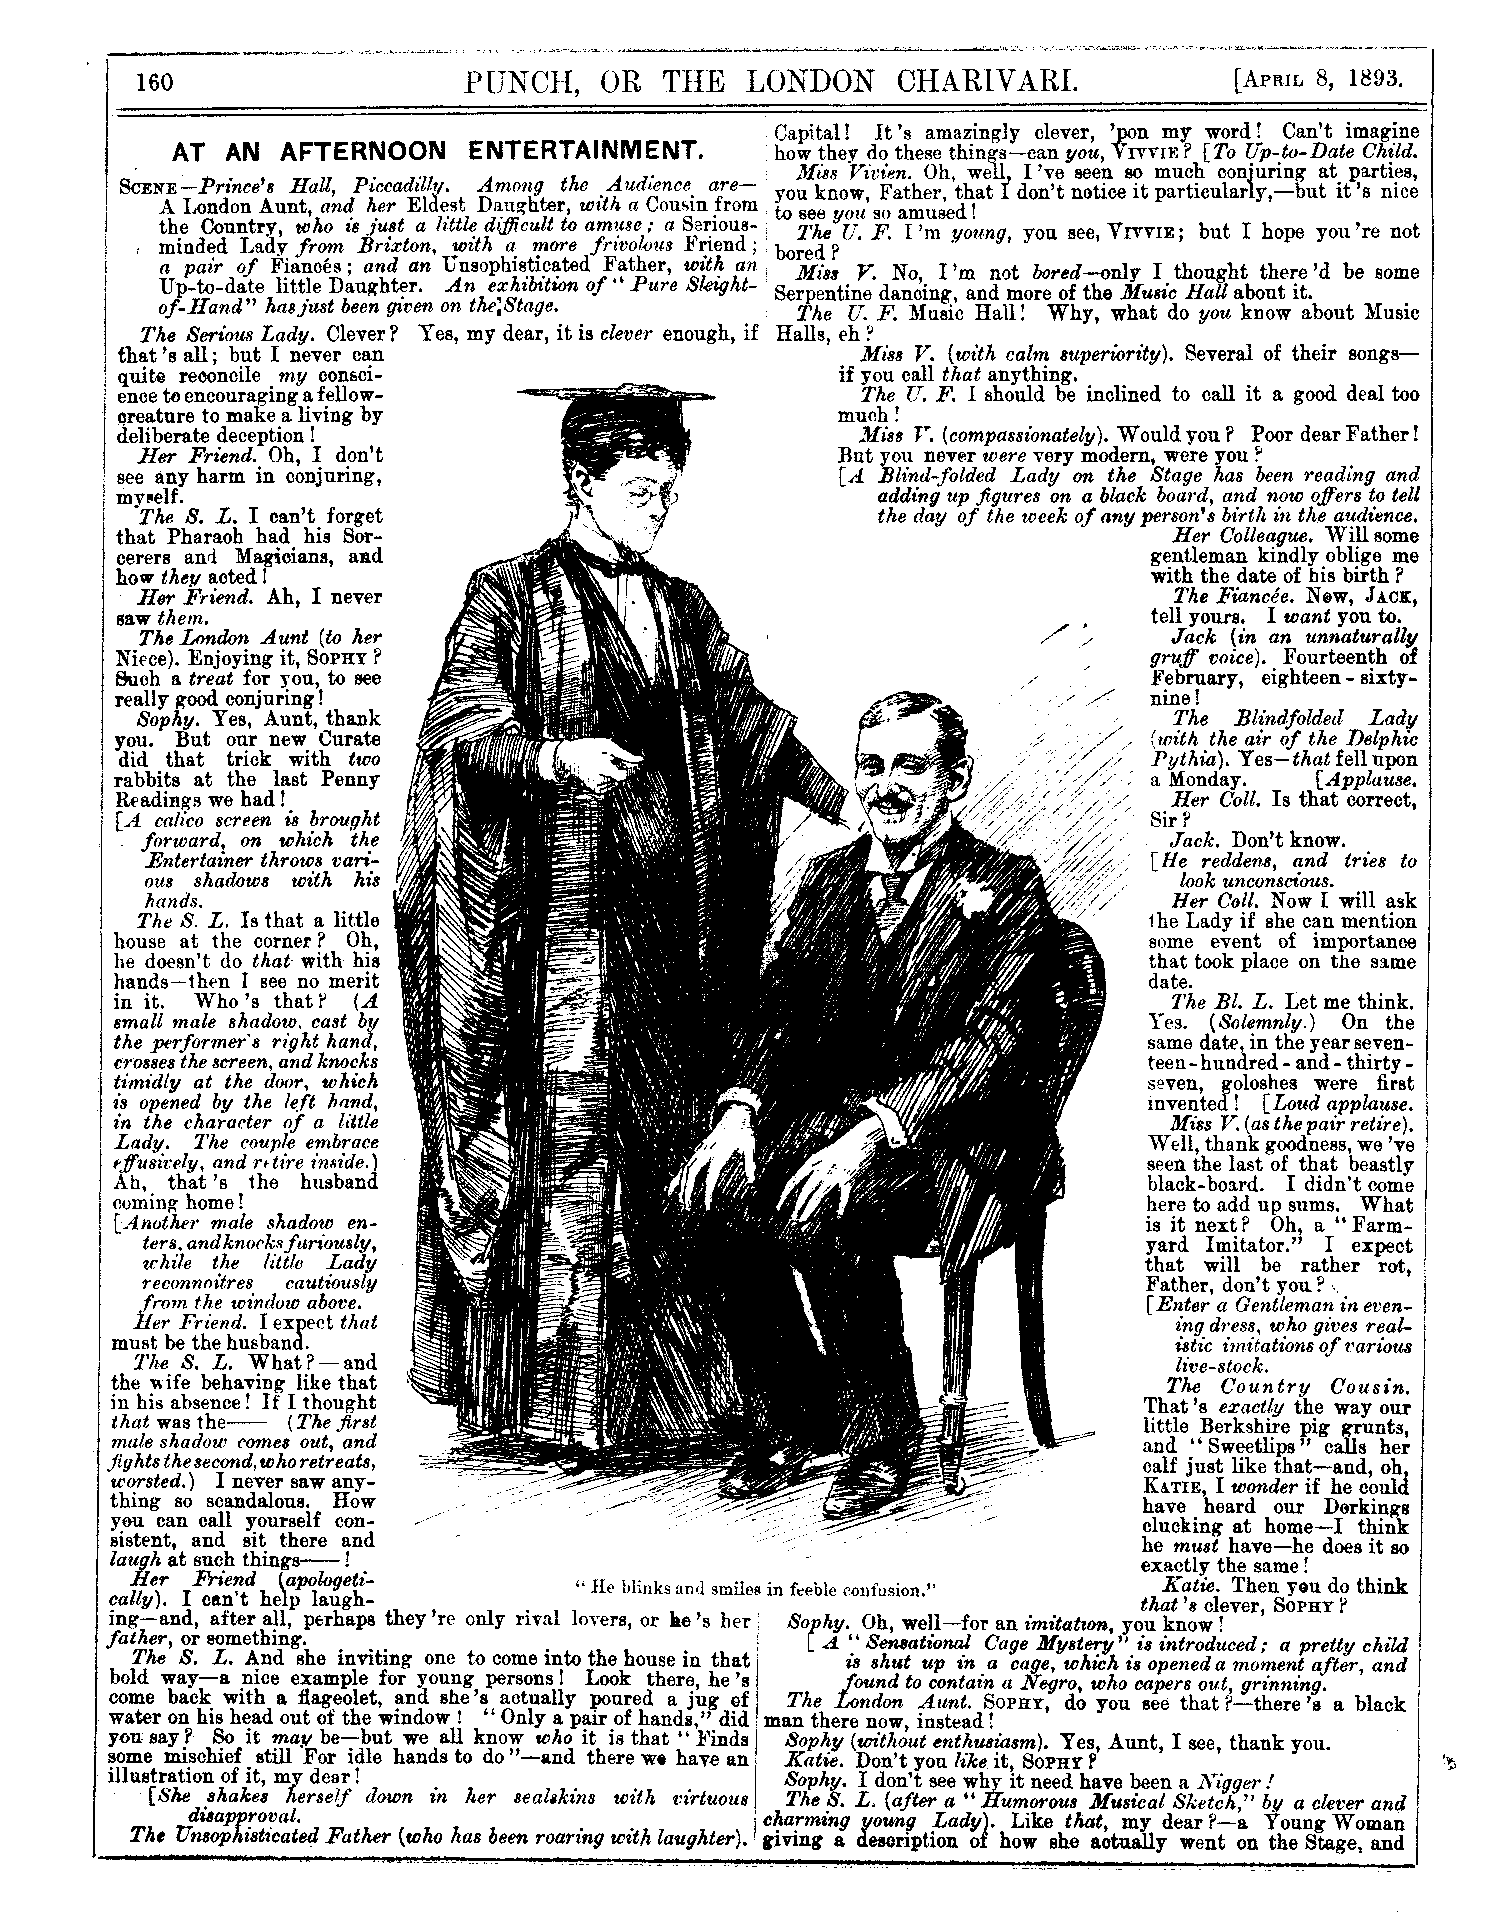 160
PUNCH, OR THE LONDON CHARIVARI.
[APRIL 8, 1893.
AT AN AFTERNOON ENTERTAINMENT.
SCENE—Prince's Hall, Piccadilly. Among the Audience are—
A London Aunt, and her Eldest Daughter, with a Cousin from
the Country, who is just a little difficult to amuse; a Serious-
minded Lady from Brixton, with a more frivolous Friend;
a pair of Fiancés; and an Unsophisticated Father, with an
Up-to-date little Daughter. An exhibition of "Pure Sleight-
of-Hand" has just been given on the Stage.
The Serious Lady. Clever? Yes, my dear, it is clever enough, if
that's all; but I never can
quite reconcile my consci-
ence to encouraging a fellow-
creature to make a living by
deliberate deception!
Her Friend. Oh, I don't
see any harm in conjuring,
myself.
The S. L. I can't forget
that Pharaoh had his Sor-
cerers and Magicians, and
how they acted!
Her Friend. Ah, I never
saw them.
The London Aunt (to her
Niece). Enjoying it, SOPHY?
Such a treat for you, to see
really good conjuring!
Sophy. Yes, Aunt, thank
you. But our new Curate
did that trick with two
rabbits at the last Penny
Readings we had!
[A calico screen is brought
forward, on which the
Entertainer throws vari-
ous shadows with his
hands.
The S. L. Is that a little
house at the corner? Oh,
he doesn't do that with his
hands—then I see no merit
in it. Who's that? (A
small male shadow, cast by
the performer's right hand,
crosses the screen, and knocks
timidly at the door, which
is opened by the left hand,
in the character of a little
Lady. The couple embrace
effusively, and retire inside.)
Ah, that's the husband
coming home!
[Another male shadow en-
ters, and knocks furiously,
while the little Lady
reconnoitres cautiously
from the window above.
Her Friend. I expect that
must be the husband.
The S. L. What?—and
the wife behaving like that
in his absence! If I thought
that was the—— (The first
male shadow comes out, and
fights the second, who retreats,
worsted.) I never saw any-
thing so scandalous. How
you can call yourself con-
sistent, and sit there and
laugh at such things——!
Her Friend (apologeti-
cally). I can't help laugh-
ing—and, after all, perhaps they're only rival lovers, or he's her
father, or something.
The S. L. And she inviting one to come into the house in that
bold way—a nice example for young persons! Look there, he's
come back with a flageolet, and she's actually poured a jug of
water on his head out of the window! "Only a pair of hands," did
you say? So it may be—but we all know who it is that "Finds
some mischief still For idle hands to do"—and there we have an
illustration of it, my dear!
[She shakes herself down in her sealskins with virtuous
disapproval.
The Unsophisticated Father (who has been roaring with laughter).
Capital! It's amazingly clever, 'pon my word! Can't imagine
how they do these things—can you, VIVVIE? [To Up-to-Date Child.
Miss Vivien. Oh, well, I've seen so much conjuring at parties,
you know, Father, that I don't notice it particularly,—but it's nice
to see you so amused!
The U. F. I'm young, you see, VIVVIE; but I hope you're not
bored?
Miss V. No, I'm not bored—only I thought there'd be some
Serpentine dancing, and more of the Music Hall about it.
The U. F. Music Hall! Why, what do you know about Music
Halls, eh?
Miss V. (with calm superiority). Several of their songs—
if you call that anything.
The U. F. I should be inclined to call it a good deal too
much!
Miss V. (compassionately). Would you? Poor dear Father!
But you never were very modern, were you?
[A Blind-folded Lady on the Stage has been reading and
adding up figures on a black board, and now offers to tell
the day of the week of any person's birth in the audience.
Her Colleague. Will some
gentleman kindly oblige me
with the date of his birth?
The Fiancée. Now, JACK,
tell yours. I want you to.
Jack (in an unnaturally
gruff voice). Fourteenth of
February, eighteen-sixty-
nine!
The Blindfolded Lady
(with the air of the Delphic
Pythia). Yes—that fell upon
a Monday. [Applause.
Her Coll. Is that correct,
Sir?
Jack. Don't know.
[He reddens, and tries to
look unconscious.
Her Coll. Now I will ask
the Lady if she can mention
some event of importance
that took place on the same
date.
The Bl. L. Let me think.
Yes. (Solemnly.) On the
same date, in the year seven-
teen-hundred-and-thirty-
seven, goloshes were first
invented! [Loud applause.
Miss V. (as the pair retire).
Well, thank goodness, we've
seen the last of that beastly
black-board. I didn't come
here to add up sums. What
is it next? Oh, a "Farm-
yard Imitator." I expect
that will be rather rot,
Father, don't you?
[Enter a Gentleman in even-
ing dress, who gives real-
istic imitations of various
live-stock.
The Country Cousin.
That's exactly the way our
little Berkshire pig grunts,
and "Sweetlips" calls her
calf just like that—and, oh,
KATIE, I wonder if he could
have heard our Dorkings
clucking at home—I think
he must have—he does it so
exactly the same!
Katie. Then you do think
that's clever, SOPHY?
Sophy. Oh, well—for an imitation, you know!
[A "Sensational Cage Mystery" is introduced; a pretty child
is shut up in a cage, which is opened a moment after, and
found to contain a Negro, who capers out, grinning.
The London Aunt. SOPHY, do you see that?—there's a black
man there now, instead!
Sophy (without enthusiasm). Yes, Aunt, I see, thank you.
Katie. Don't you like it, SOPHY?
Sophy. I don't see why it need have been a Nigger!
The S. L. (after a "Humorous Musical Sketch," by a clever and
charming young Lady). Like that, my dear?—a Young Woman
giving a description of how she actually went on the Stage, and
"He blinks and smiles in feeble confusion."